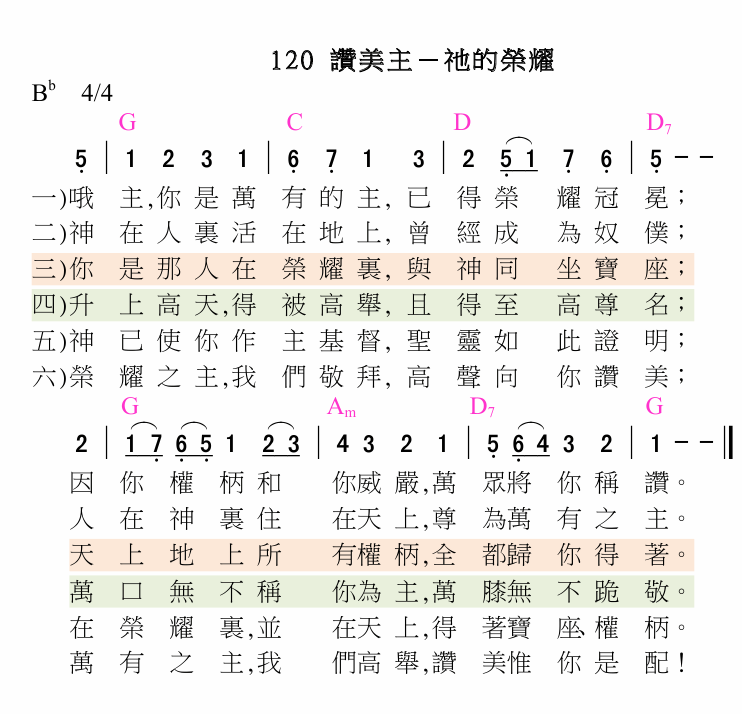 120 讚美主－祂的榮耀
Bb 4/4
G C D D7
5 | 1 2 3 1 | 6 7 1 3 | 2 5 1 7 6 | 5 − −
一)哦 主,你 是 萬 有 的 主, 已 得 榮 耀 冠 冕；
二)神 在 人 裏 活 在 地 上, 曾 經 成 為 奴 僕；
三)你 是 那 人 在 榮 耀 裏, 與 神 同 坐 寶 座；
四)升 上 高 天,得 被 高 舉, 且 得 至 高 尊 名；
五)神 已 使 你 作 主 基 督, 聖 靈 如 此 證 明；
六)榮 耀 之 主,我 們 敬 拜, 高 聲 向 你 讚 美；
G Am D7 G
2 | 1 7 6 5 1 2 3 | 4 3 2 1 | 5 6 4 3 2 | 1 − − ‖
因 你 權 柄 和 你威 嚴,萬 眾將 你 稱 讚。
人 在 神 裏 住 在天 上,尊 為萬 有 之 主。
天 上 地 上 所 有權 柄,全 都歸 你 得 著。
萬 口 無 不 稱 你為 主,萬 膝無 不 跪 敬。
在 榮 耀 裏,並 在天 上,得 著寶 座、權 柄。
萬 有 之 主,我 們高 舉,讚 美惟 你 是 配！